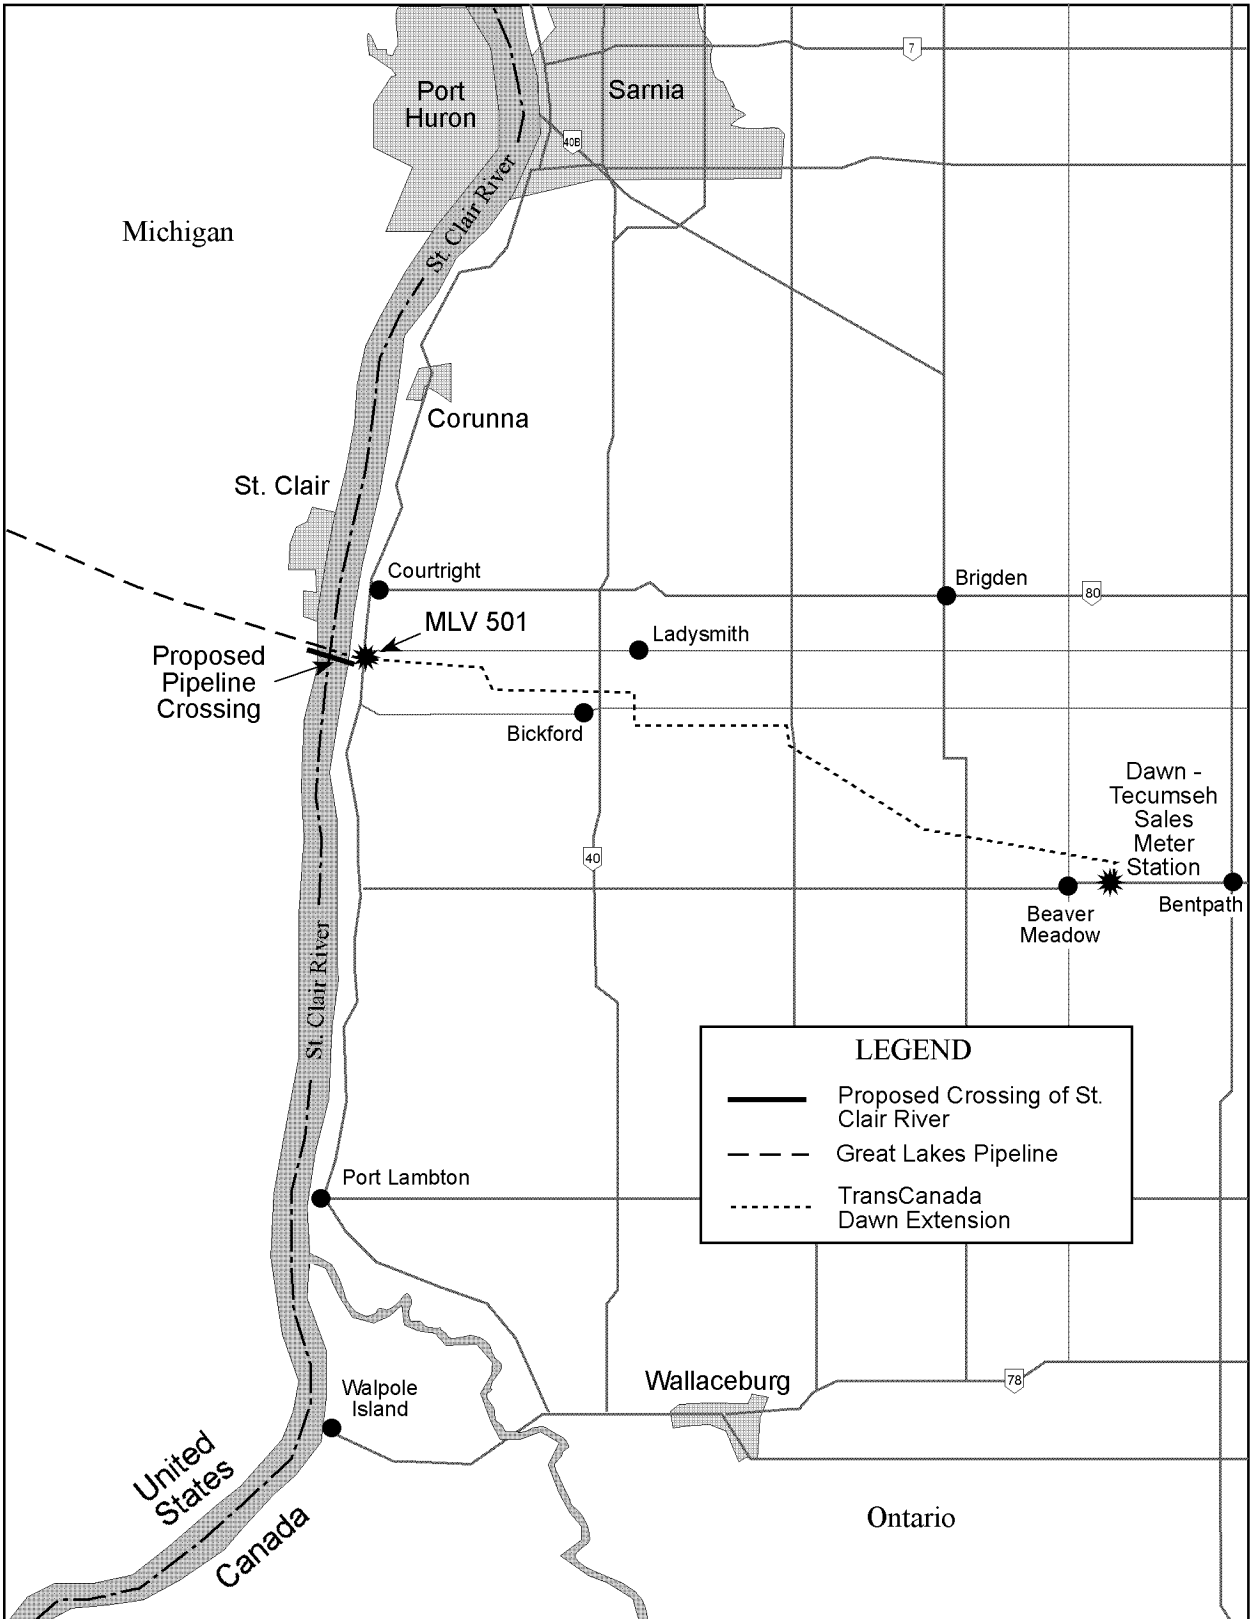 7
Port
Huron
Sarnia
40B
St. Clair River
Michigan
Corunna
St. Clair
Courtright
Brigden
80
MLV 501
Ladysmith
Proposed
Pipeline
Crossing
Bickford
Dawn -
Tecumseh
Sales
Meter
Station
40
Beaver
Meadow
Bentpath
St. Clair River
LEGEND
Proposed Crossing of St.
Clair River
Great Lakes Pipeline
TransCanada
Dawn Extension
Port Lambton
Walpole
Island
Wallaceburg
78
United
States
Canada
Ontario